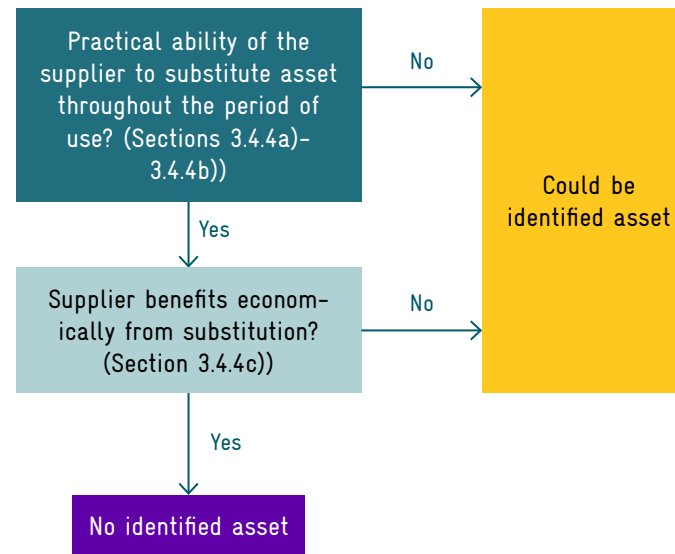 Practical ability of the
supplier to substitute asset
throughout the period of
use? (Sections 3.4.4a)-
3.4.4b))
No
Could be
identified asset
Yes
Supplier benefits econom-
ically from substitution?
(Section 3.4.4c))
No
Yes
No identified asset